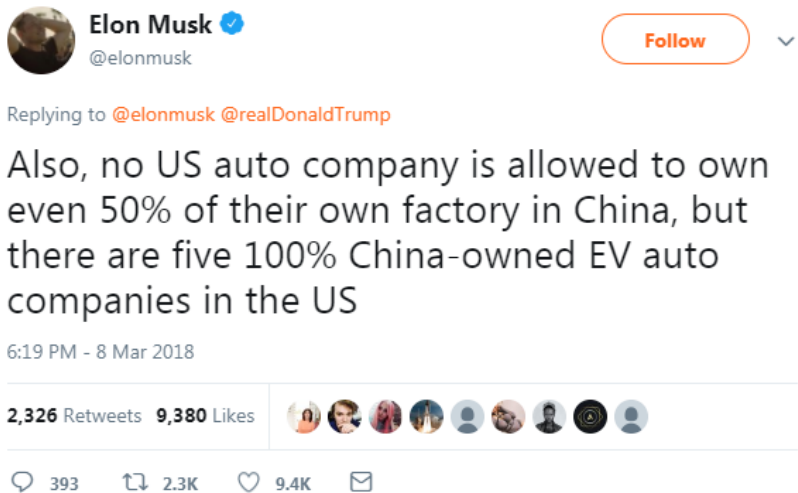 Elon Musk
@elonmusk
Follow
Replying to @elonmusk @realDonaldTrump
Also, no US auto company is allowed to own
even 50% of their own factory in China, but
there are five 100% China-owned EV auto
companies in the US
6:19 PM - 8 Mar 2018
2,326 Retweets 9,380 Likes
393 2.3K 9.4K